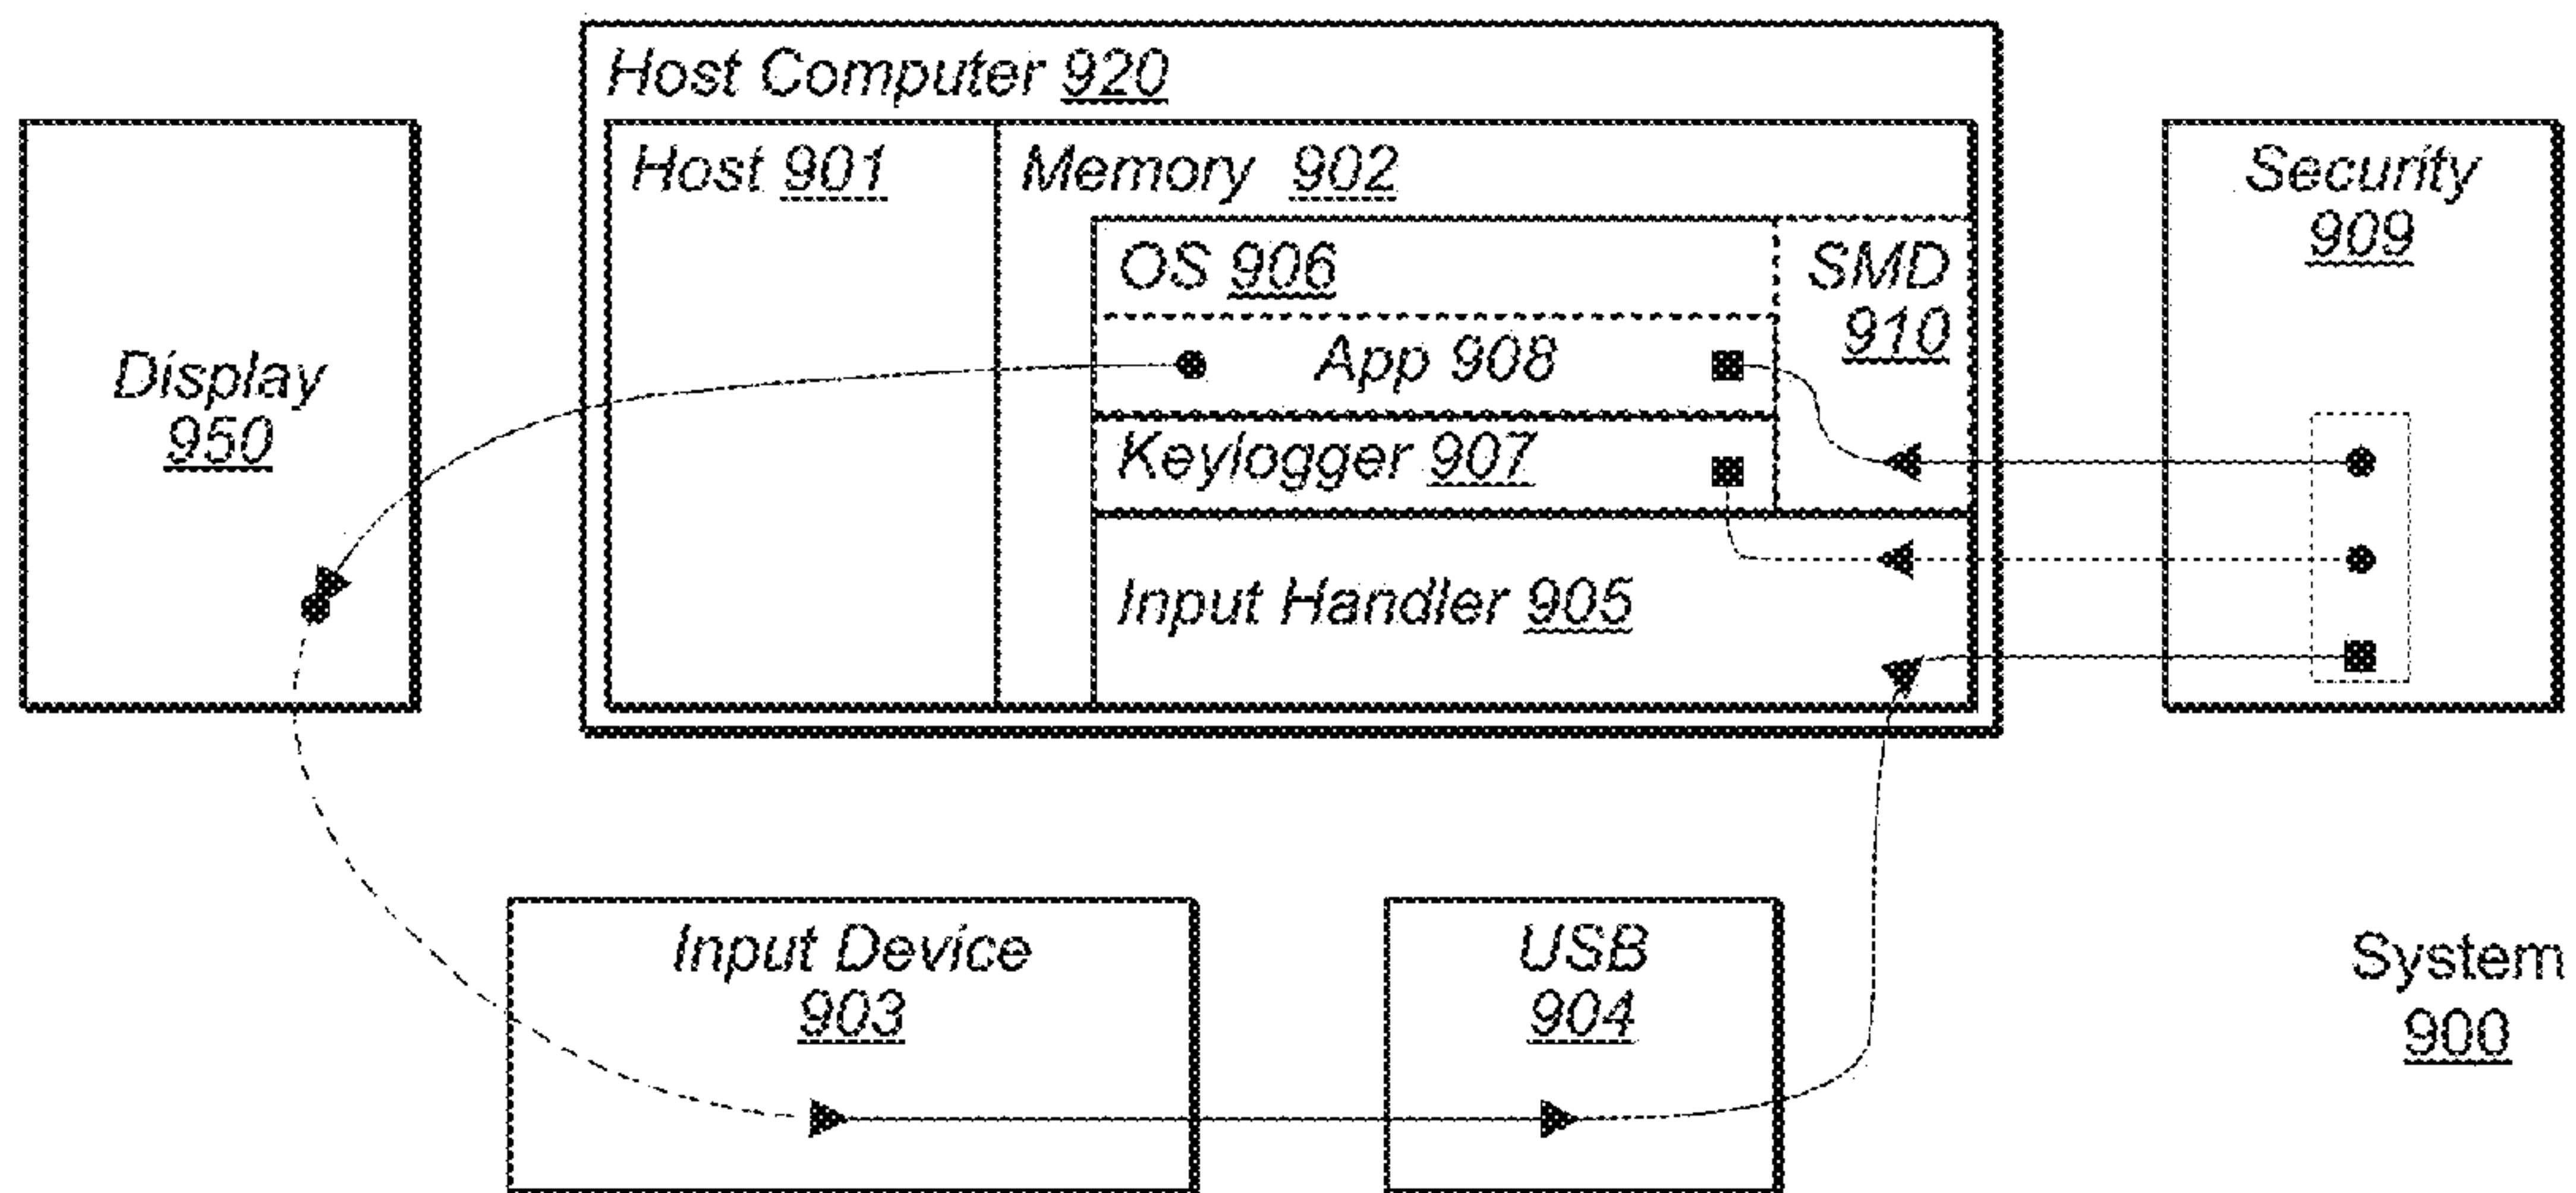 Host Computer 920
Host 901
Memory 902
OS 906
SMD
910
App 908
Keylogger 907
Input Handler 905
Display
950
Security
909
Input Device
903
USB
904
System
900